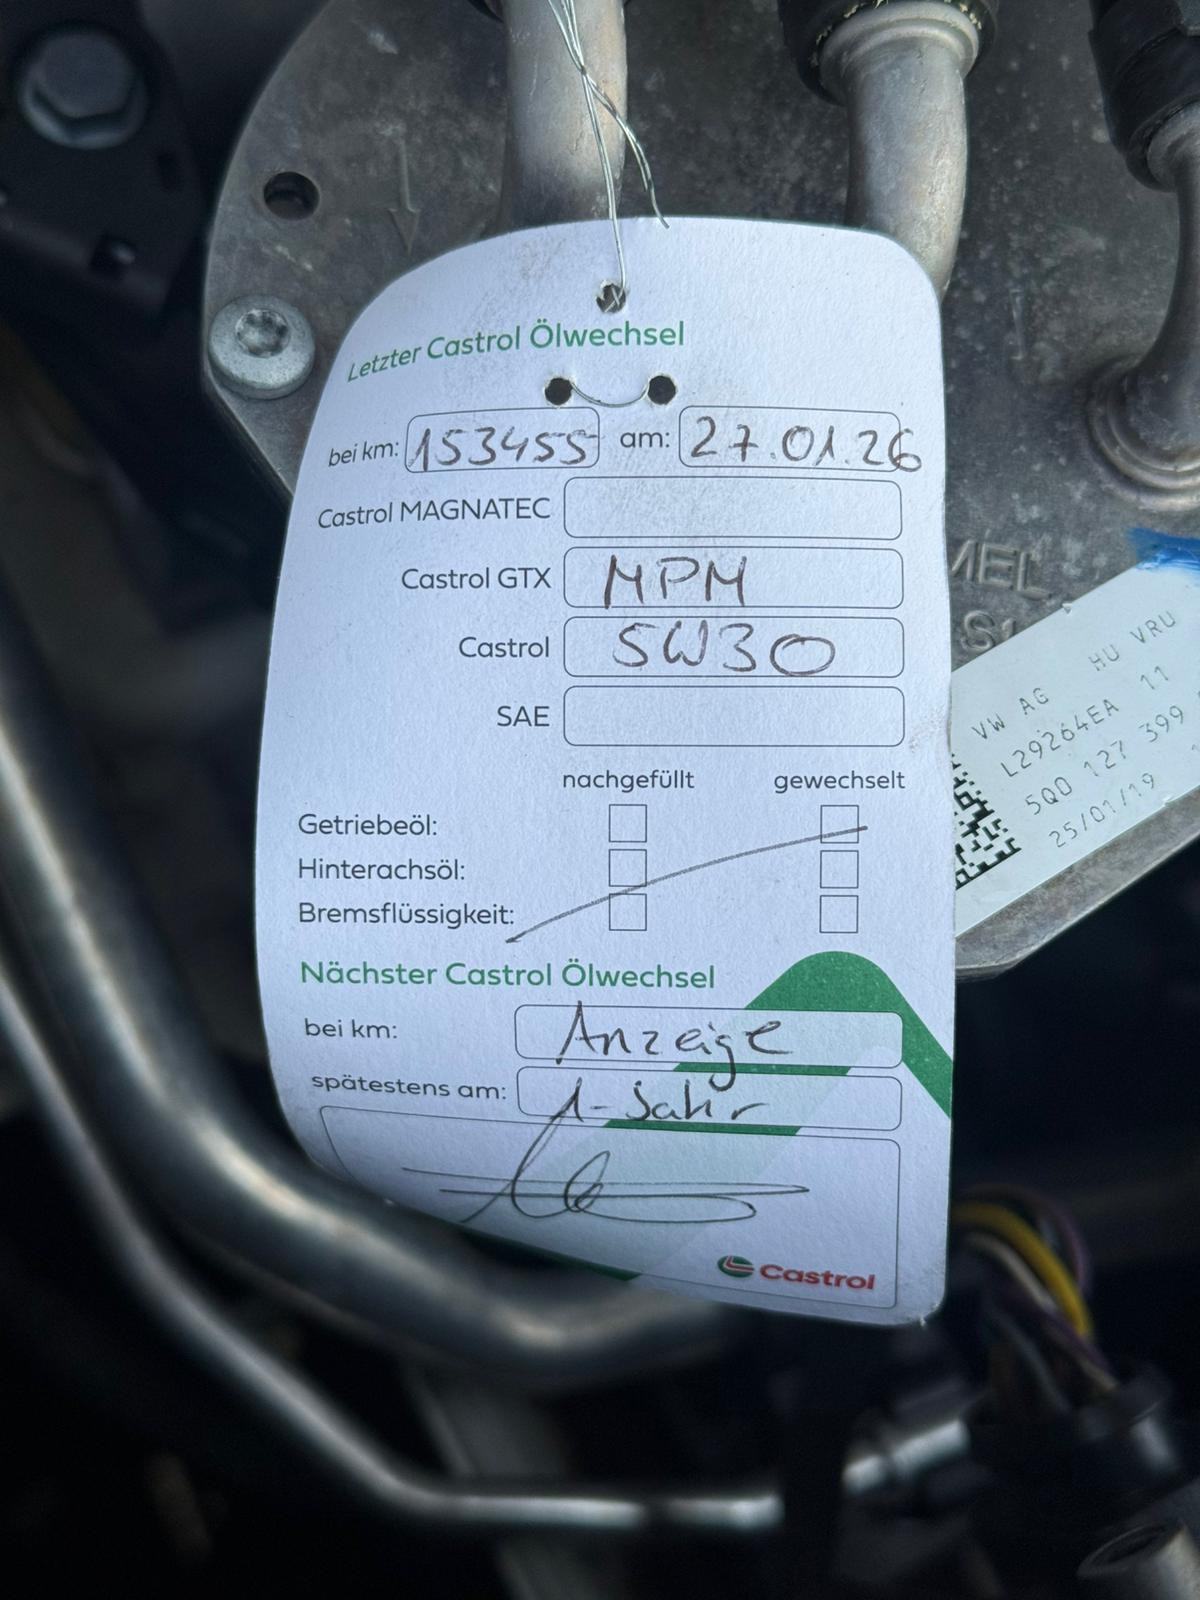 Letzter Castrol Ölwechsel
bei km: 153455 am: 27.01.26
Castrol MAGNATEC
Castrol GTX MPM
Castrol 5W30
SAE
nachgefüllt gewechselt
Getriebeöl:
Hinterachsöl:
Bremsflüssigkeit:
Nächster Castrol Ölwechsel
bei km: Anzeige
spätestens am: 1-Jahr
Castrol
VW AG HU VRU
L29264EA 11
5Q0 127 399
25/01/19